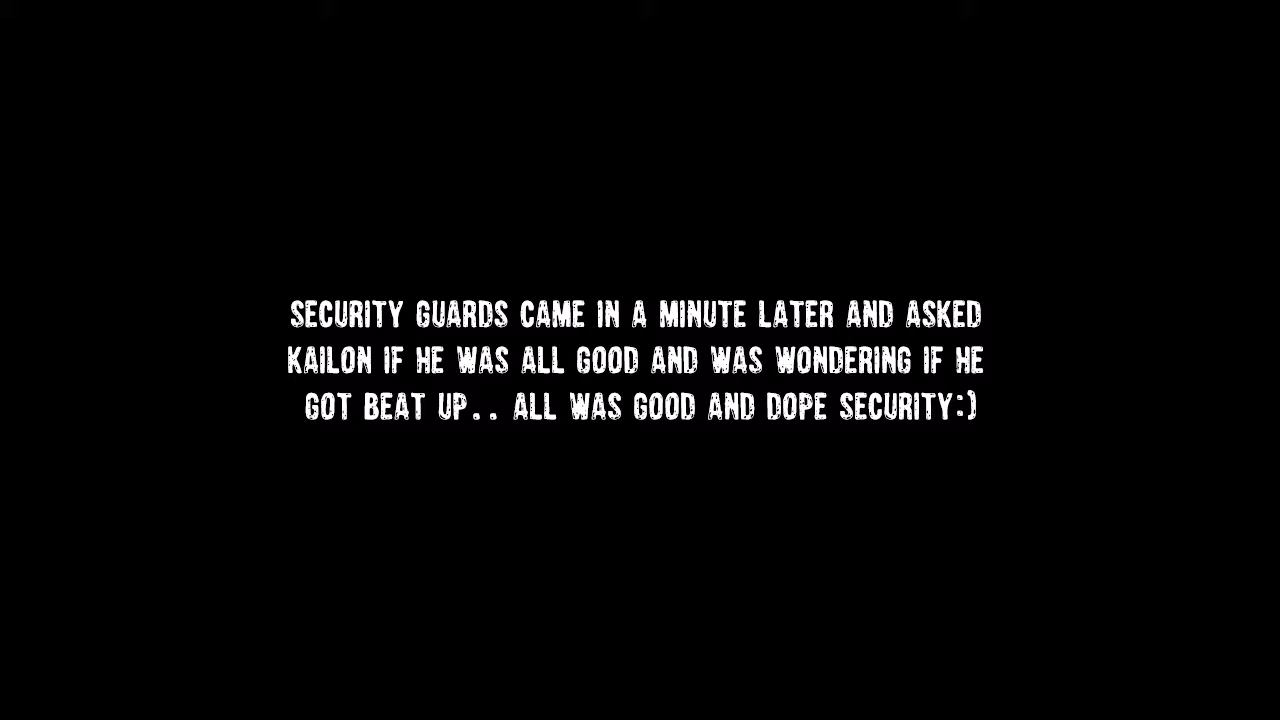 SECURITY GUARDS CAME IN A MINUTE LATER AND ASKED
KAILON IF HE WAS ALL GOOD AND WAS WONDERING IF HE
GOT BEAT UP.. ALL WAS GOOD AND DOPE SECURITY:)